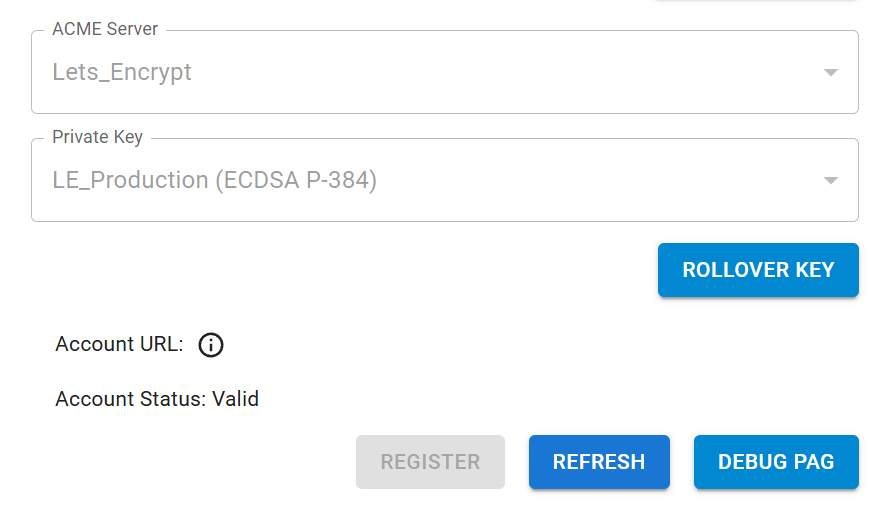 ACME Server
Lets_Encrypt
Private Key
LE_Production (ECDSA P-384)
ROLLOVER KEY
Account URL:
Account Status: Valid
REGISTER REFRESH DEBUG PAG